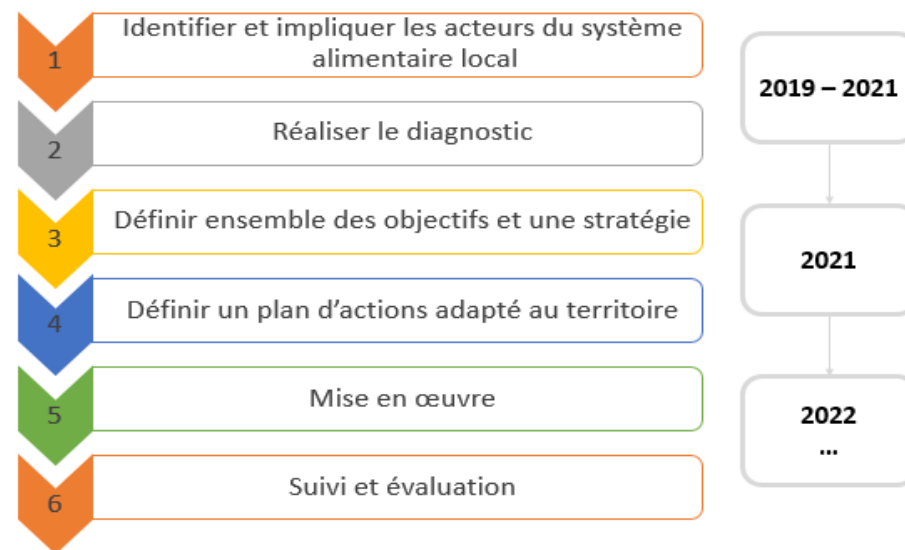 1
Identifier et impliquer les acteurs du système
alimentaire local
2
Réaliser le diagnostic
3
Définir ensemble des objectifs et une stratégie
4
Définir un plan d’actions adapté au territoire
5
Mise en œuvre
6
Suivi et évaluation
2019 – 2021
2021
2022
...